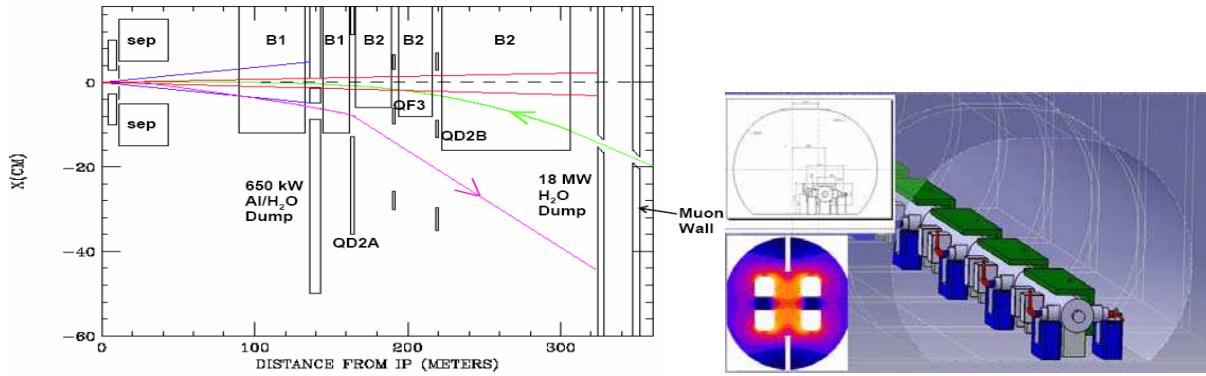 sep
B1
B1
B2
B2
B2
0
−20
−40
−60
X(CM)
sep
QF3
QD2B
650 kW
Al/H2O
Dump
QD2A
18 MW
H2O
Dump
Muon
Wall
0
100
200
300
DISTANCE FROM IP (METERS)